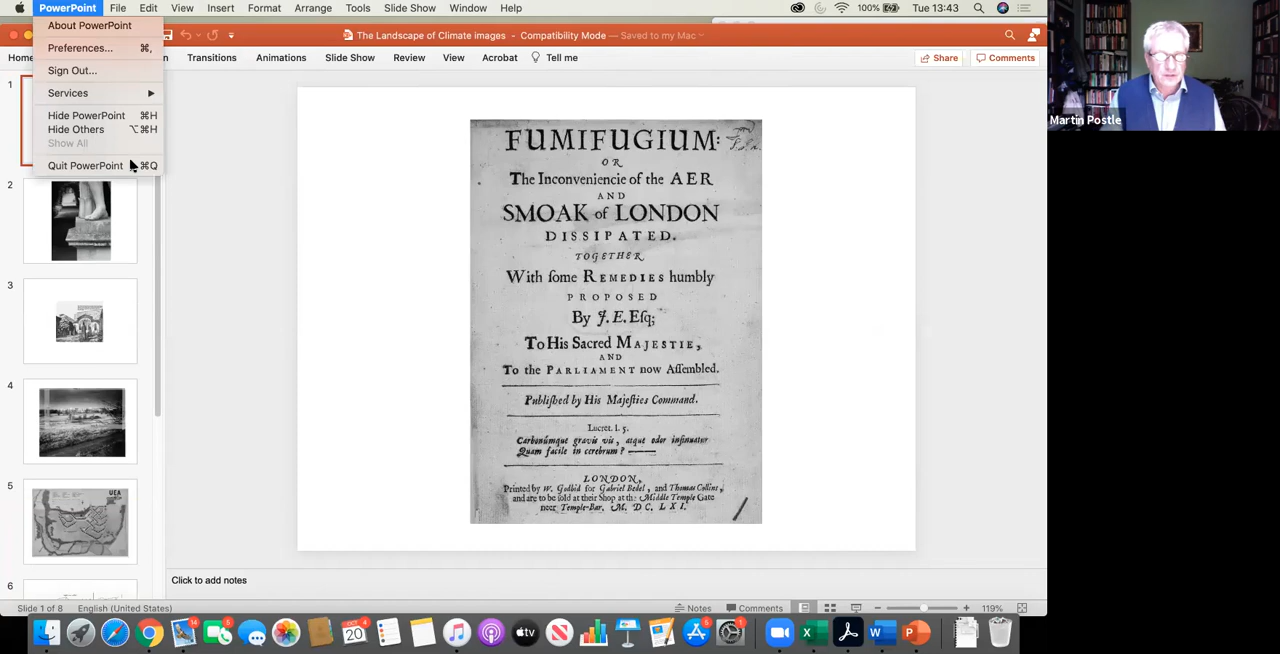 PowerPoint File Edit View Insert Format Arrange Tools Slide Show Window Help 100% Tue 13:43
The Landscape of Climate images - Compatibility Mode — Saved to my Mac
Transitions Animations Slide Show Review View Acrobat Tell me Share Comments
About PowerPoint
Preferences... ⌘,
Sign Out...
Services
Hide PowerPoint ⌘H
Hide Others ⌥⌘H
Show All
Quit PowerPoint ⌘Q
1
2
3
4
5
UEA
6
FUMIFUGIUM:
OR
The Inconveniencie of the AER
AND
SMOAK of LONDON
DISSIPATED.
TOGETHER
With ſome REMEDIES humbly
PROPOSED
By J. E. Eſq;
To His Sacred MAJESTIE,
AND
To the PARLIAMENT now Aſſembled.
Publiſhed by His Majeſties Command.
Lucret. l. 5.
Carbonúmque gravis vis, atque odor inſinuatur
Quam facile in cerebrum? ——
LONDON,
Printed by W. Godbid for Gabriel Bedel, and Thomas Collins,
and are to be ſold at their Shop at the Middle Temple Gate
neer Temple-Bar, M. DC. LXI.
Click to add notes
Slide 1 of 8 English (United States) Notes Comments 119%
Martin Postle